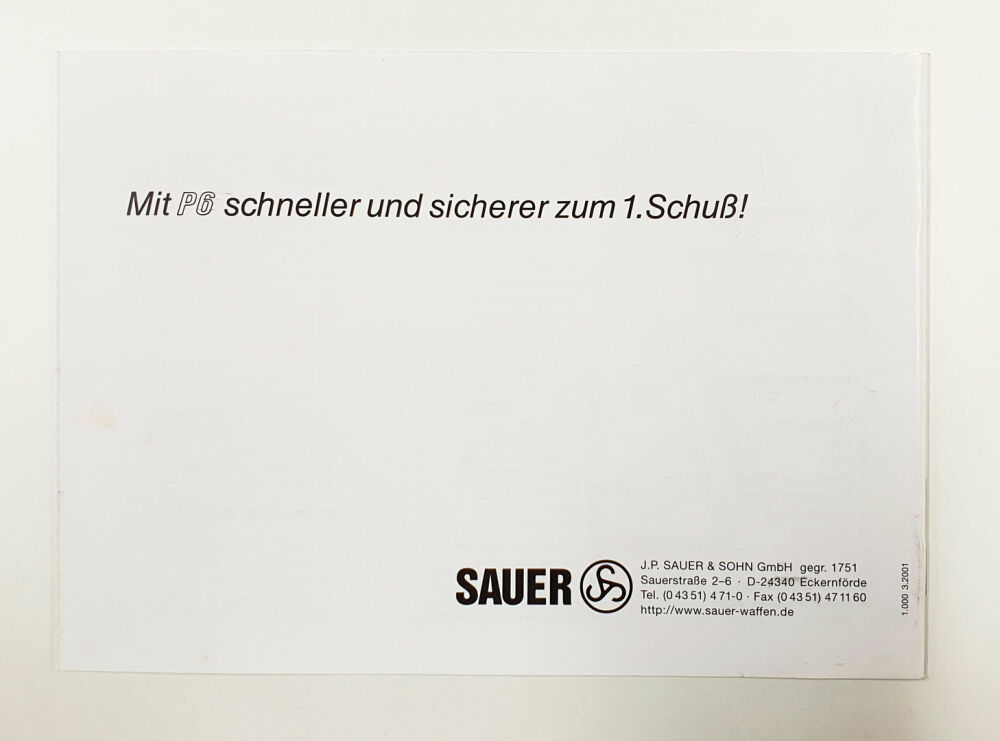 Mit P6 schneller und sicherer zum 1.Schuß!
SAUER
J.P. SAUER & SOHN GmbH gegr. 1751
Sauerstraße 2–6 · D-24340 Eckernförde
Tel. (0 43 51) 4 71-0 · Fax (0 43 51) 47 11 60
http://www.sauer-waffen.de
1.000 3.2001